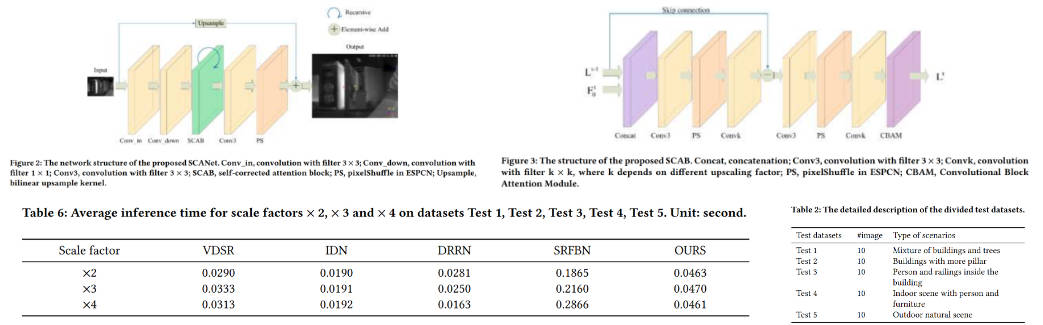 Recursive
Element-wise Add
Upsample
Input
Output
Conv_in
Conv_down
SCAB
Conv3
PS
Figure 2: The network structure of the proposed SCANet. Conv_in, convolution with filter 3 × 3; Conv_down, convolution with
filter 1 × 1; Conv3, convolution with filter 3 × 3; SCAB, self-corrected attention block; PS, pixelShuffle in ESPCN; Upsample,
bilinear upsample kernel.
Skip connection
Concat
Conv3
PS
Convk
Conv3
PS
Convk
CBAM
Figure 3: The structure of the proposed SCAB. Concat, concatenation; Conv3, convolution with filter 3 × 3; Convk, convolution
with filter k × k, where k depends on different upscaling factor; PS, pixelShuffle in ESPCN; CBAM, Convolutional Block
Attention Module.
Table 6: Average inference time for scale factors × 2, × 3 and × 4 on datasets Test 1, Test 2, Test 3, Test 4, Test 5. Unit: second.
Scale factor VDSR IDN DRRN SRFBN OURS
×2 0.0290 0.0190 0.0281 0.1865 0.0463
×3 0.0333 0.0191 0.0250 0.2160 0.0470
×4 0.0313 0.0192 0.0163 0.2866 0.0461
Table 2: The detailed description of the divided test datasets.
Test datasets #image Type of scenarios
Test 1 10 Mixture of buildings and trees
Test 2 10 Buildings with more pillar
Test 3 10 Person and railings inside the
building
Test 4 10 Indoor scene with person and
furniture
Test 5 10 Outdoor natural scene